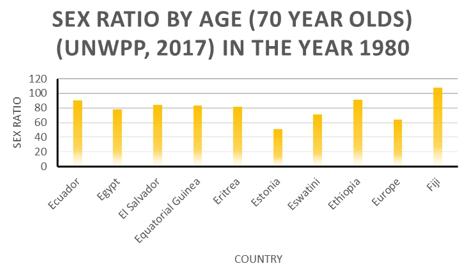 SEX RATIO BY AGE (70 YEAR OLDS)
(UNWPP, 2017) IN THE YEAR 1980
SEX RATIO
120
100
80
60
40
20
0
Ecuador
Egypt
El Salvador
Equatorial Guinea
Eritrea
Estonia
Eswatini
Ethiopia
Europe
Fiji
COUNTRY